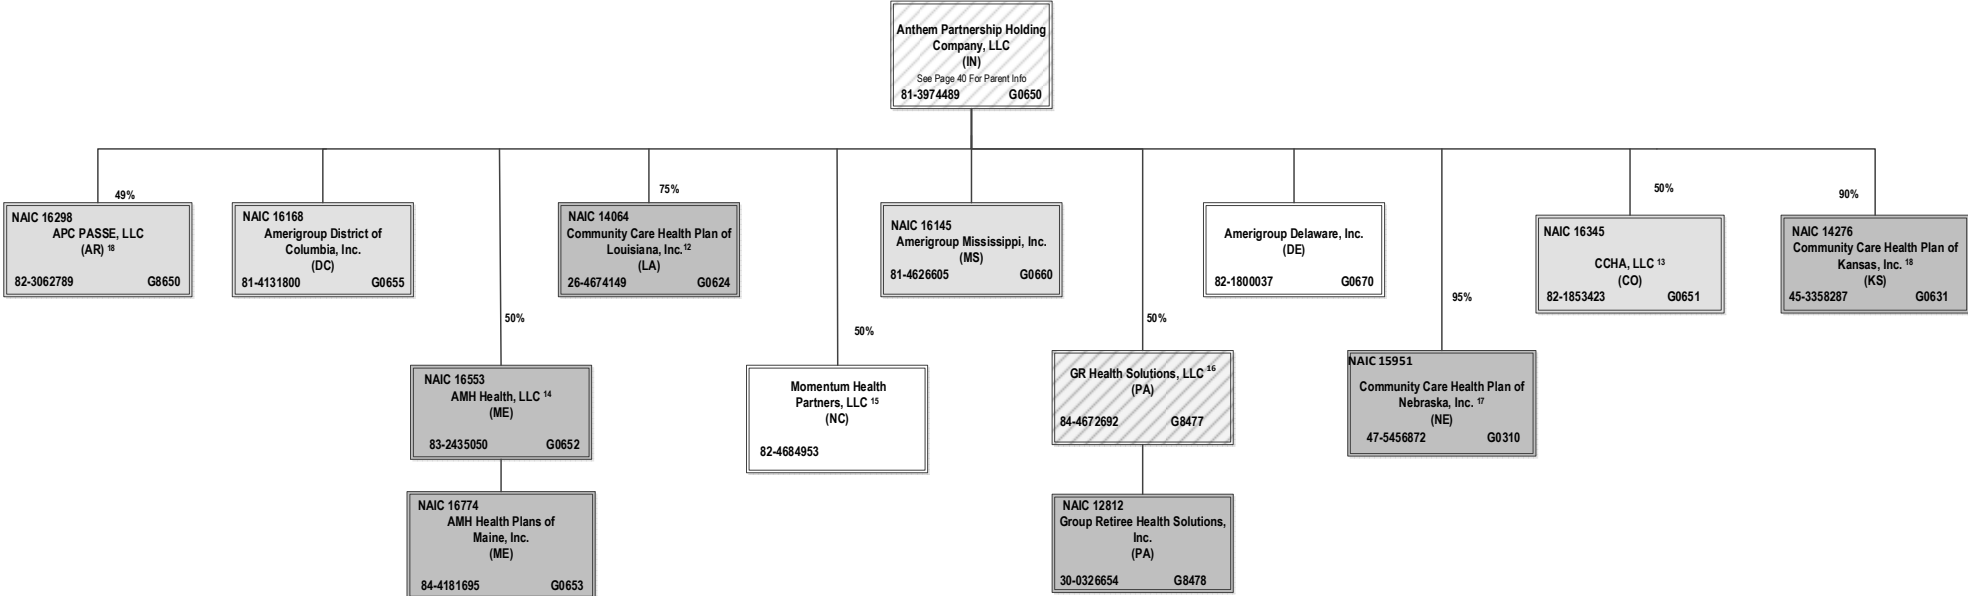 Anthem Partnership Holding
Company, LLC
(IN)
See Page 40 For Parent Info
81-3974489 G0650
49%
NAIC 16298
APC PASSE, LLC
(AR) 18
82-3062789 G8650
NAIC 16168
Amerigroup District of
Columbia, Inc.
(DC)
81-4131800 G0655
75%
NAIC 14064
Community Care Health Plan of
Louisiana, Inc.12
(LA)
26-4674149 G0624
NAIC 16145
Amerigroup Mississippi, Inc.
(MS)
81-4626605 G0660
Amerigroup Delaware, Inc.
(DE)
82-1800037 G0670
50%
NAIC 16345
CCHA, LLC 13
(CO)
82-1853423 G0651
90%
NAIC 14276
Community Care Health Plan of
Kansas, Inc. 18
(KS)
45-3358287 G0631
50%
NAIC 16553
AMH Health, LLC 14
(ME)
83-2435050 G0652
50%
Momentum Health
Partners, LLC 15
(NC)
82-4684953
50%
GR Health Solutions, LLC 16
(PA)
84-4672692 G8477
95%
NAIC 15951
Community Care Health Plan of
Nebraska, Inc. 17
(NE)
47-5456872 G0310
NAIC 16774
AMH Health Plans of
Maine, Inc.
(ME)
84-4181695 G0653
NAIC 12812
Group Retiree Health Solutions,
Inc.
(PA)
30-0326654 G8478